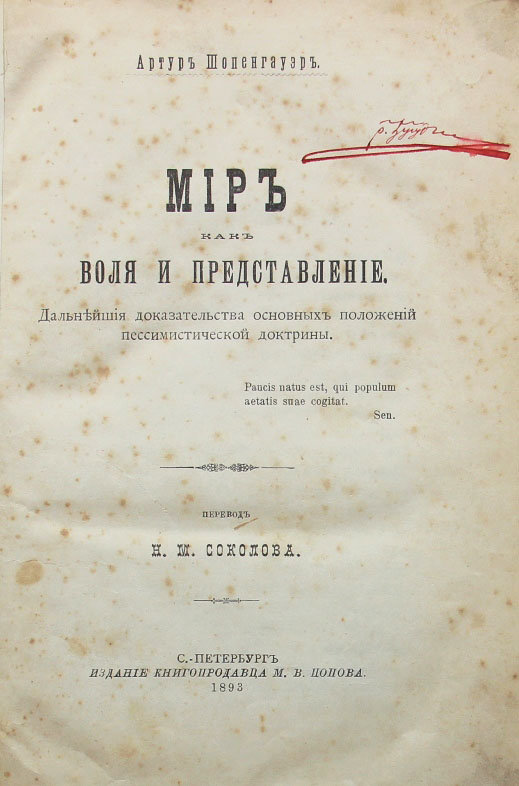 Артуръ Шопенгауэръ.
МІРЪ
КАКЪ
ВОЛЯ И ПРЕДСТАВЛЕНІЕ.
Дальнѣйшія доказательства основныхъ положеній
пессимистической доктрины.
Paucis natus est, qui populum
aetatis suae cogitat.
Sen.
ПЕРЕВОДЪ
Н. М. СОКОЛОВА.
С.-ПЕТЕРБУРГЪ
ИЗДАНІЕ КНИГОПРОДАВЦА М. В. ПОПОВА.
1893